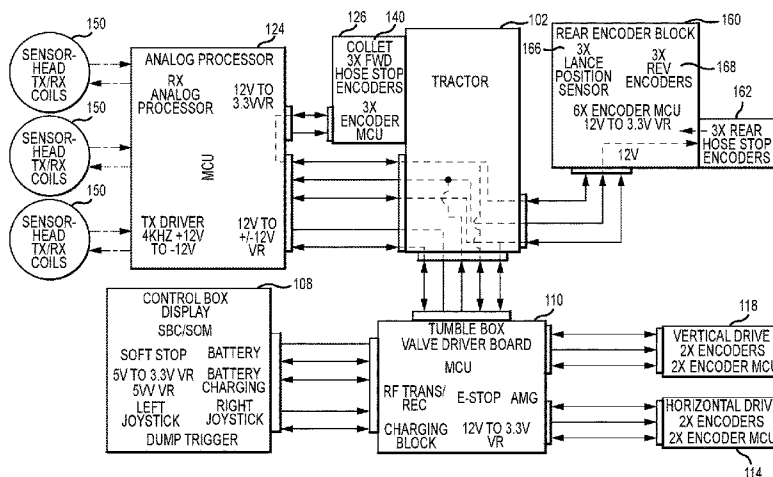 150
SENSOR-
HEAD
TX/RX
COILS
150
SENSOR-
HEAD
TX/RX
COILS
150
SENSOR-
HEAD
TX/RX
COILS
124
ANALOG PROCESSOR
RX
ANALOG
PROCESSOR
12V TO
3.3VVR
MCU
TX DRIVER
4KHZ +12V
TO -12V
12V TO
+/-12V
VR
126
140
COLLET
3X FWD
HOSE STOP
ENCODERS
3X
ENCODER
MCU
102
TRACTOR
160
REAR ENCODER BLOCK
166
3X
LANCE
POSITION
SENSOR
3X
REV
ENCODERS
168
6X ENCODER MCU
12V TO 3.3V VR
12V
162
3X REAR
HOSE STOP
ENCODERS
108
CONTROL BOX
DISPLAY
SBC/SOM
SOFT STOP
BATTERY
5V TO 3.3V VR
5VV VR
BATTERY
CHARGING
LEFT
JOYSTICK
RIGHT
JOYSTICK
DUMP TRIGGER
110
TUMBLE BOX
VALVE DRIVER BOARD
MCU
RF TRANS/
REC
E-STOP
AMG
CHARGING
BLOCK
12V TO 3.3V
VR
118
VERTICAL DRIVE
2X ENCODERS
2X ENCODER MCU
HORIZONTAL DRIVE
2X ENCODERS
2X ENCODER MCU
114